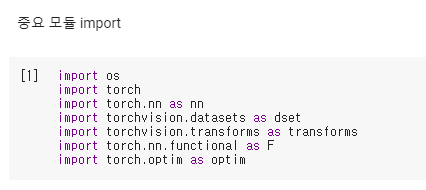 중요 모듈 import
[1] import os
import torch
import torch.nn as nn
import torchvision.datasets as dset
import torchvision.transforms as transforms
import torch.nn.functional as F
import torch.optim as optim